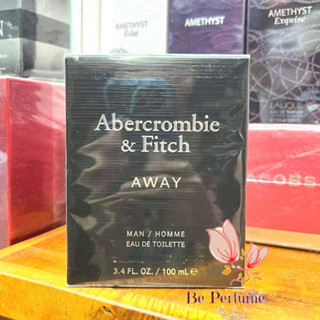 AMETHYST
Éclat
AMETHYST
AMETHYST
Exquise
LALIQUE
Abercrombie
& Fitch
AWAY
MAN / HOMME
EAU DE TOILETTE
3.4 FL. OZ. / 100 mL ℮
Be Perfume